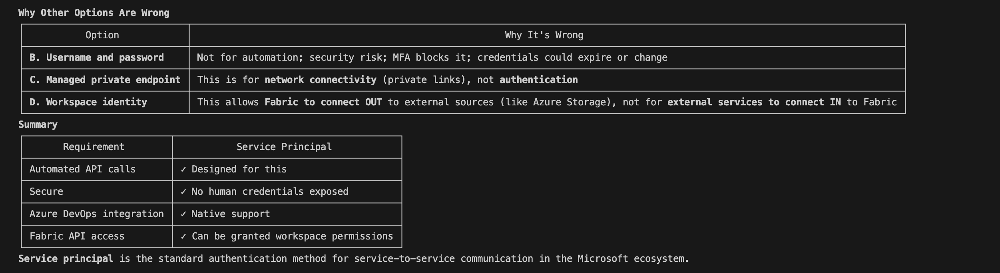 Why Other Options Are Wrong
Option Why It's Wrong
B. Username and password Not for automation; security risk; MFA blocks it; credentials could expire or change
C. Managed private endpoint This is for network connectivity (private links), not authentication
D. Workspace identity This allows Fabric to connect OUT to external sources (like Azure Storage), not for external services to connect IN to Fabric
Summary
Requirement Service Principal
Automated API calls ✓ Designed for this
Secure ✓ No human credentials exposed
Azure DevOps integration ✓ Native support
Fabric API access ✓ Can be granted workspace permissions
Service principal is the standard authentication method for service-to-service communication in the Microsoft ecosystem.